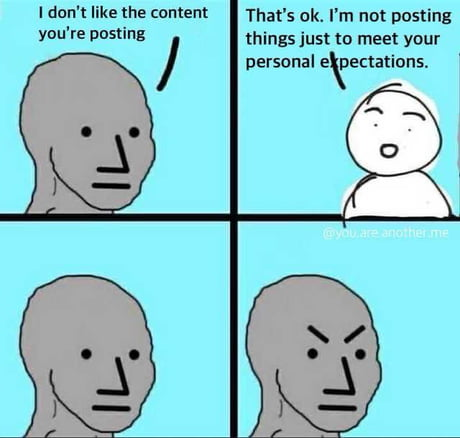 I don't like the content
you're posting
That's ok. I'm not posting
things just to meet your
personal expectations.
@you.are.another.me